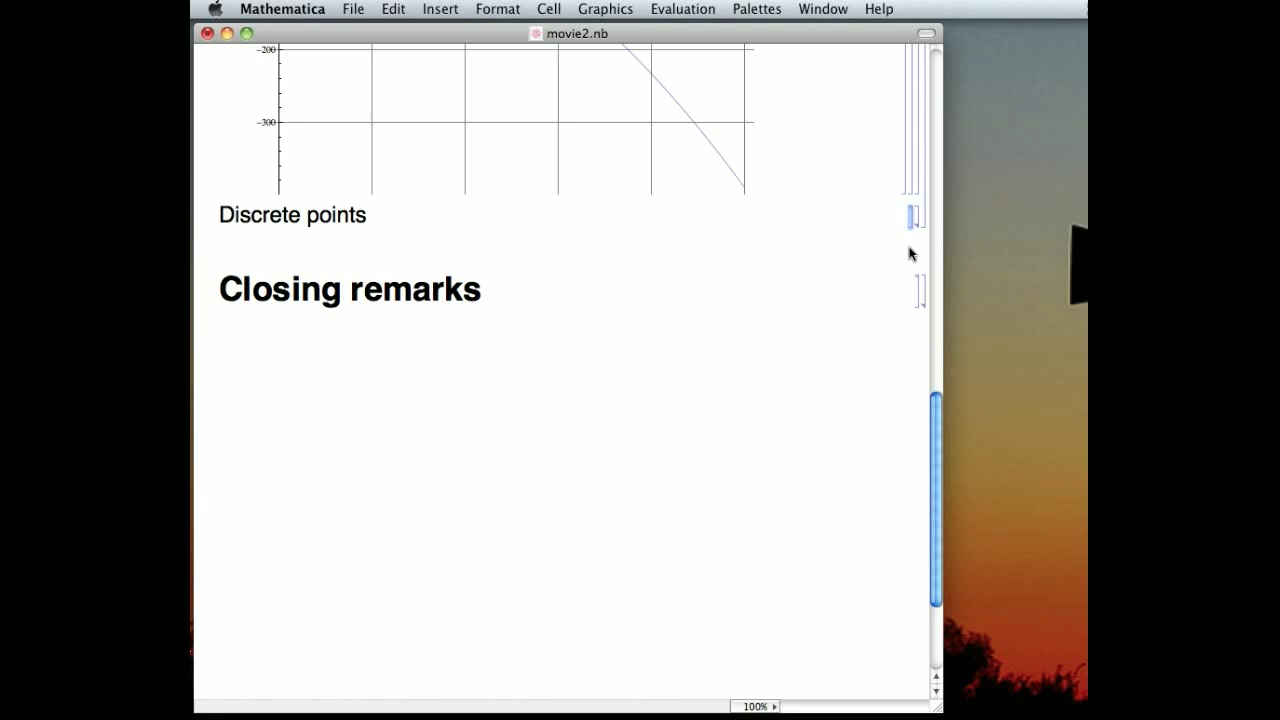 Mathematica File Edit Insert Format Cell Graphics Evaluation Palettes Window Help
movie2.nb
-200
-300
Discrete points
Closing remarks
100%